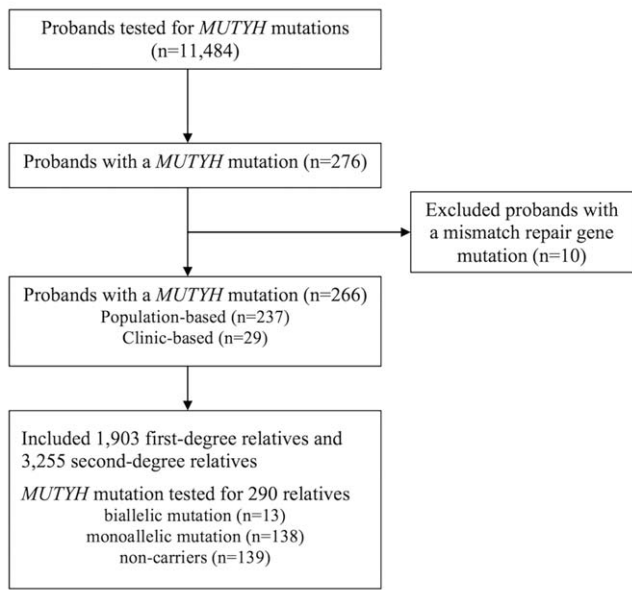 Probands tested for MUTYH mutations
(n=11,484)
Probands with a MUTYH mutation (n=276)
Excluded probands with
a mismatch repair gene
mutation (n=10)
Probands with a MUTYH mutation (n=266)
Population-based (n=237)
Clinic-based (n=29)
Included 1,903 first-degree relatives and
3,255 second-degree relatives
MUTYH mutation tested for 290 relatives
biallelic mutation (n=13)
monoallelic mutation (n=138)
non-carriers (n=139)